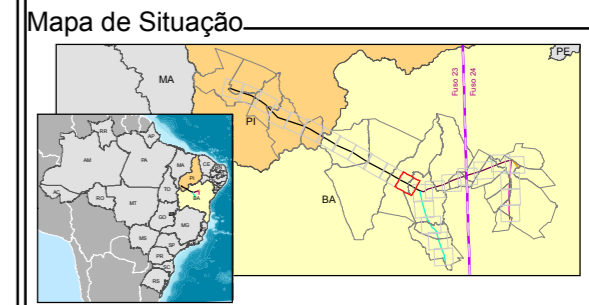 Mapa de Situação
PE
MA
Fuso 23
Fuso 24
PI
BA
RR
AP
AM
PA
MA
CE
PI
AC
TO
RO
BA
MT
GO
MG
MS
SP
PR
RS